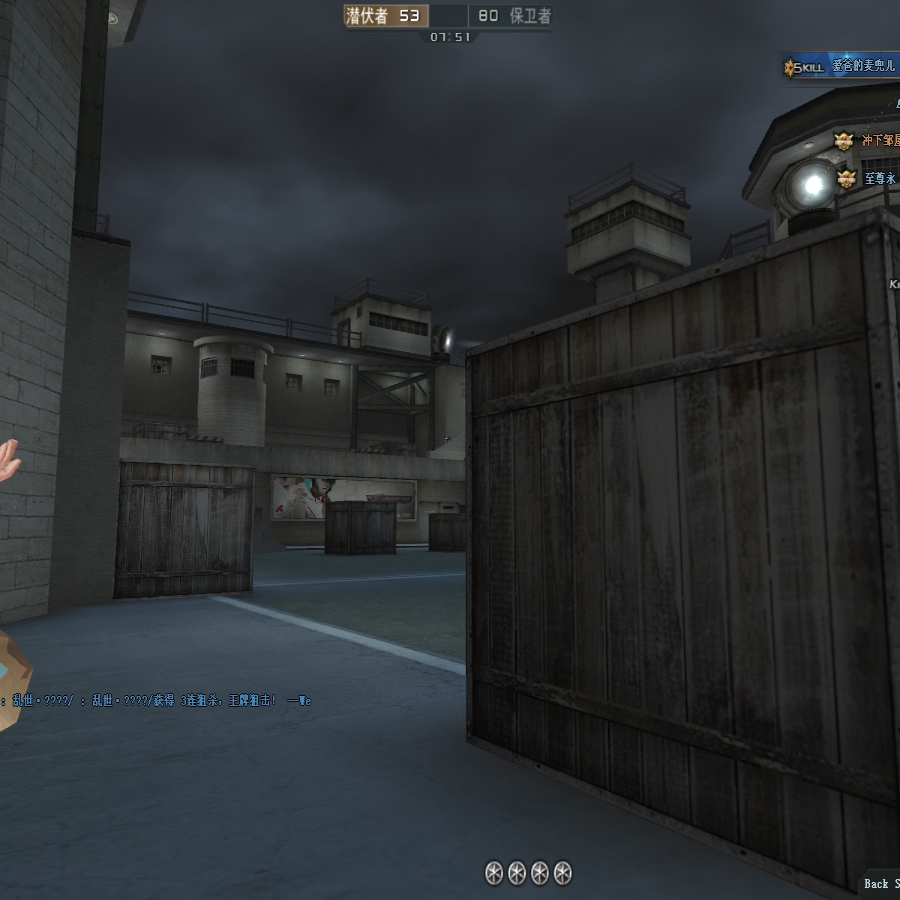 潜伏者 53 80 保卫者
07:51
5KILL 爱爸的麦兜儿
冲下邹屋
至尊永
: 乱世·????/ : 乱世·????/获得 3连狙杀, 王牌狙击! ——We
Back S